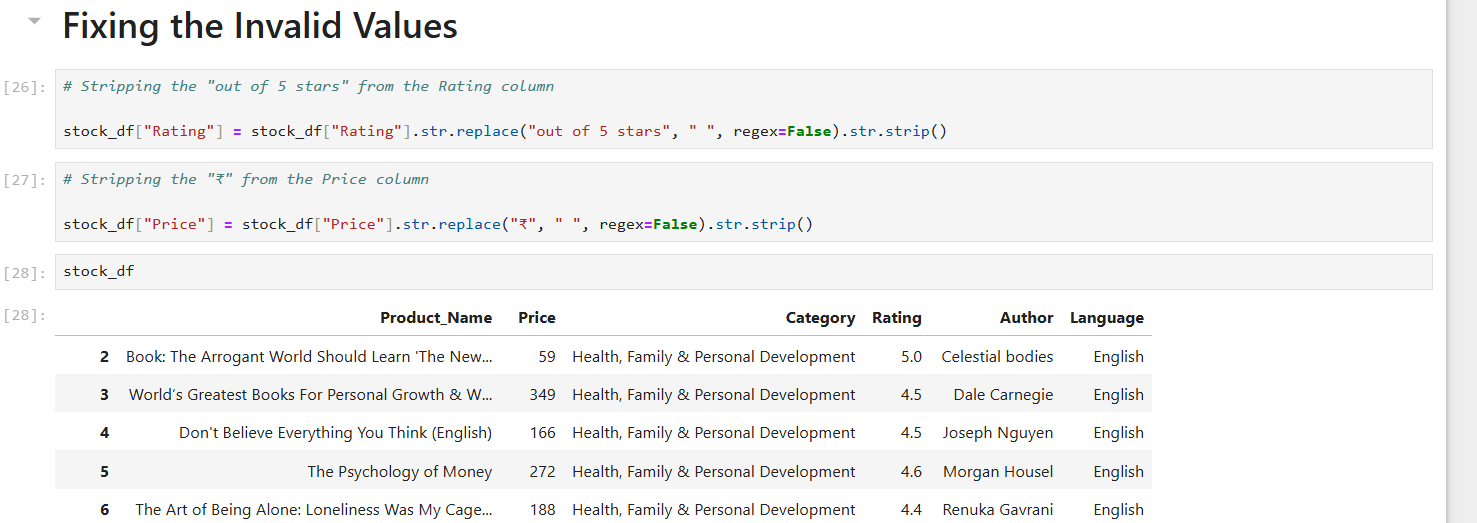 Fixing the Invalid Values
[26]: # Stripping the "out of 5 stars" from the Rating column
stock_df["Rating"] = stock_df["Rating"].str.replace("out of 5 stars", " ", regex=False).str.strip()
[27]: # Stripping the "₹" from the Price column
stock_df["Price"] = stock_df["Price"].str.replace("₹", " ", regex=False).str.strip()
[28]: stock_df
[28]: Product_Name Price Category Rating Author Language
2 Book: The Arrogant World Should Learn 'The New... 59 Health, Family & Personal Development 5.0 Celestial bodies English
3 World’s Greatest Books For Personal Growth & W... 349 Health, Family & Personal Development 4.5 Dale Carnegie English
4 Don't Believe Everything You Think (English) 166 Health, Family & Personal Development 4.5 Joseph Nguyen English
5 The Psychology of Money 272 Health, Family & Personal Development 4.6 Morgan Housel English
6 The Art of Being Alone: Loneliness Was My Cage... 188 Health, Family & Personal Development 4.4 Renuka Gavrani English